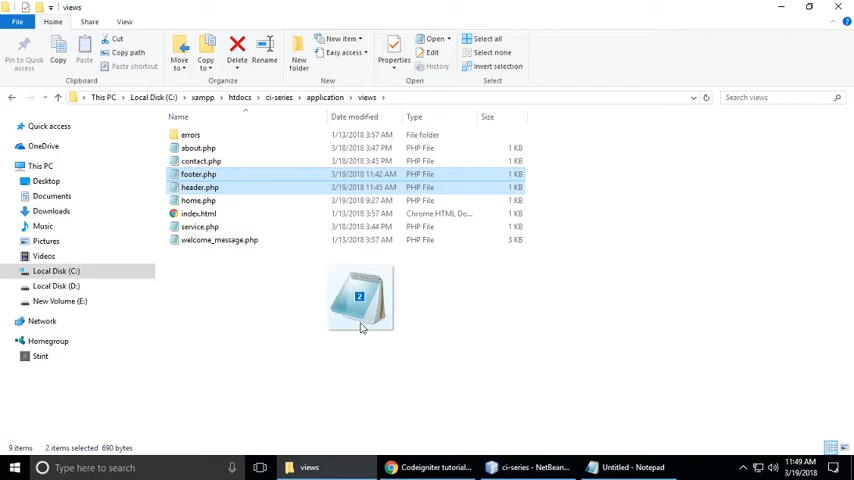 views
File Home Share View
Pin to Quick access
Copy
Paste
Cut
Copy path
Paste shortcut
Clipboard
Move to
Copy to
Delete
Rename
Organize
New folder
New item
Easy access
New
Properties
Open
Edit
History
Open
Select all
Select none
Invert selection
Select
This PC Local Disk (C:) xampp htdocs ci-series application views
Search views
Name Date modified Type Size
errors 1/13/2018 3:57 AM File folder
about.php 3/18/2018 3:47 PM PHP File 1 KB
contact.php 3/18/2018 3:45 PM PHP File 1 KB
footer.php 3/19/2018 11:42 AM PHP File 1 KB
header.php 3/19/2018 11:45 AM PHP File 1 KB
home.php 3/19/2018 9:27 AM PHP File 1 KB
index.html 1/13/2018 3:57 AM Chrome HTML Do... 1 KB
service.php 3/18/2018 3:44 PM PHP File 1 KB
welcome_message.php 1/13/2018 3:57 AM PHP File 3 KB
Quick access
OneDrive
This PC
Desktop
Documents
Downloads
Music
Pictures
Videos
Local Disk (C:)
Local Disk (D:)
New Volume (E:)
Network
Homegroup
Stint
2
9 items 2 items selected 690 bytes
Type here to search
views
Codeigniter tutorial...
ci-series - NetBean...
Untitled - Notepad
11:49 AM
3/19/2018